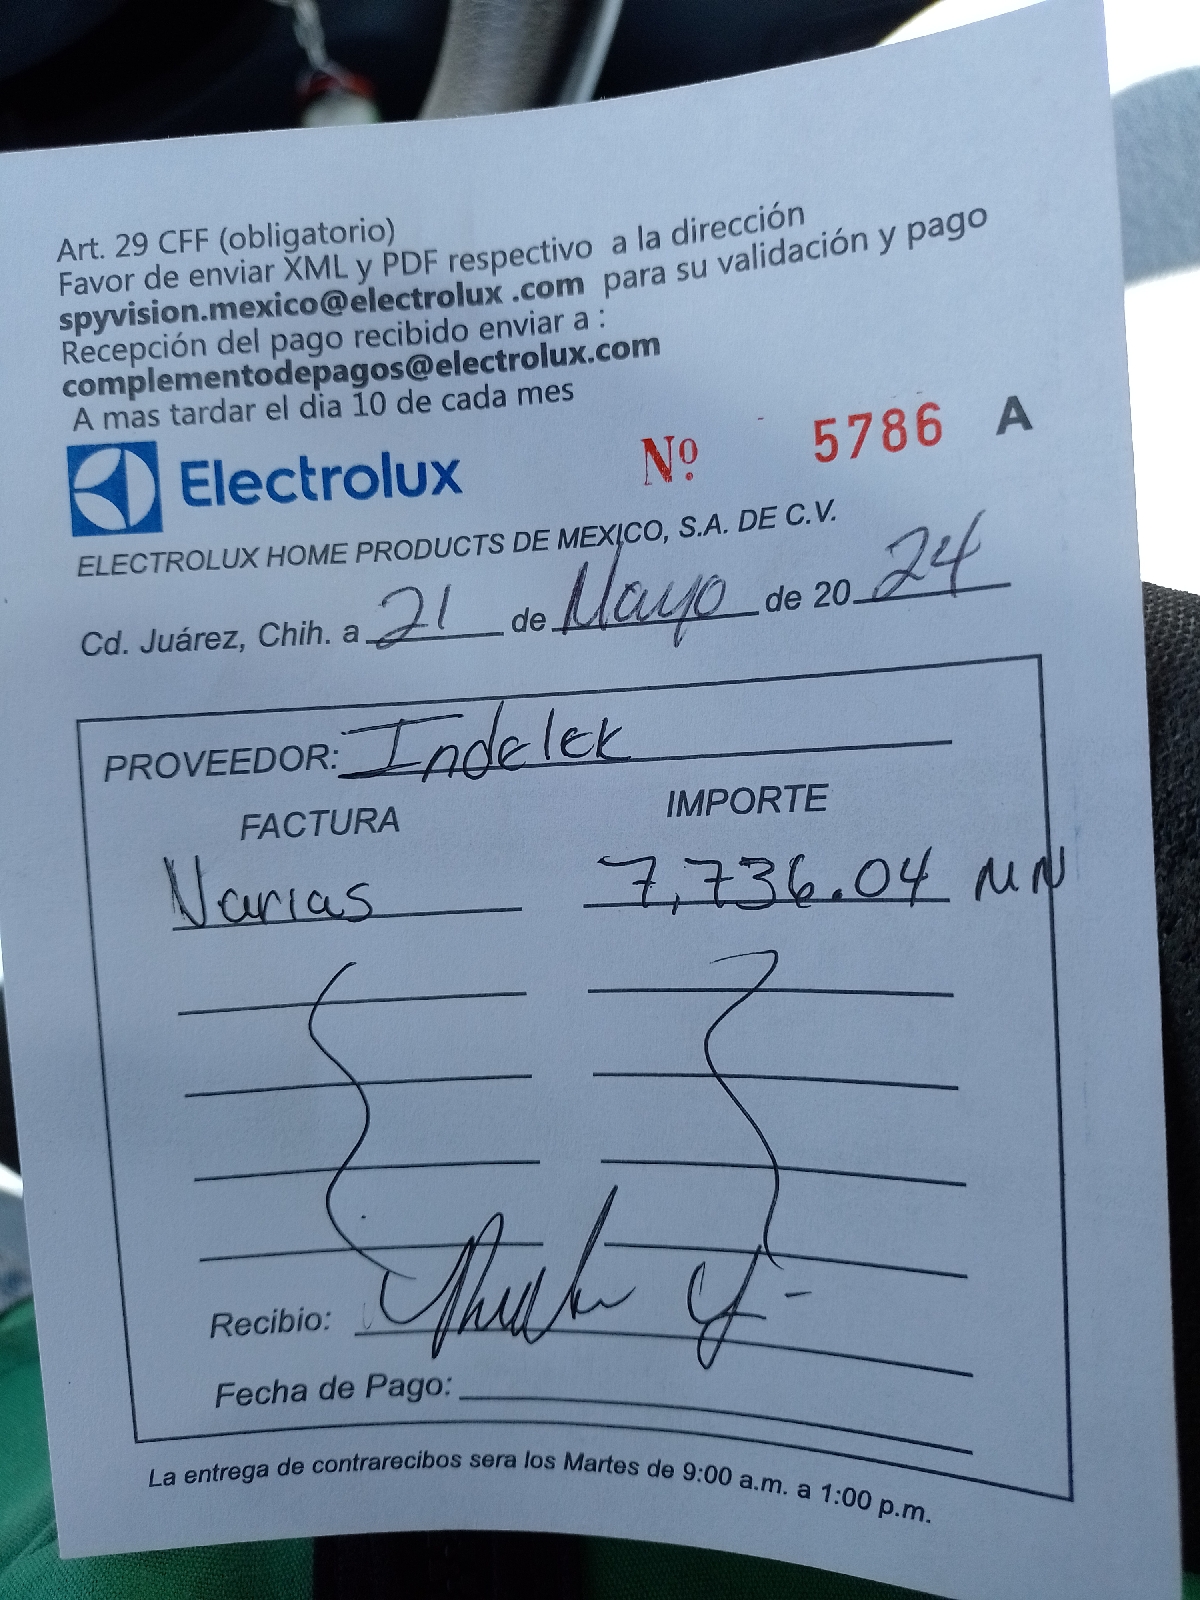 Art. 29 CFF (obligatorio)
Favor de enviar XML y PDF respectivo a la dirección
spyvision.mexico@electrolux .com para su validación y pago
Recepción del pago recibido enviar a :
complementodepagos@electrolux.com
A mas tardar el dia 10 de cada mes
Electrolux Nº 5786 A
ELECTROLUX HOME PRODUCTS DE MEXICO, S.A. DE C.V.
Cd. Juárez, Chih. a 21 de Mayo de 20 24
PROVEEDOR: Indelek
FACTURA IMPORTE
Varias 7,736.04 MN
Recibio:
Fecha de Pago:
La entrega de contrarecibos sera los Martes de 9:00 a.m. a 1:00 p.m.